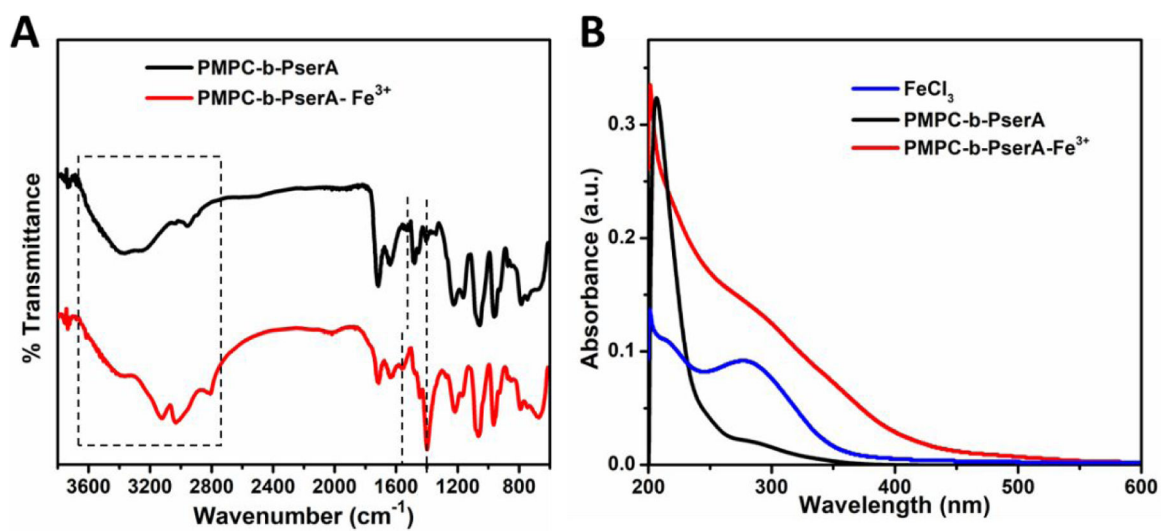 A
PMPC-b-PserA
PMPC-b-PserA- Fe³⁺
% Transmittance
3600 3200 2800 2400 2000 1600 1200 800
Wavenumber (cm⁻¹)
B
FeCl₃
PMPC-b-PserA
PMPC-b-PserA-Fe³⁺
Absorbance (a.u.)
0.3
0.2
0.1
0.0
200 300 400 500 600
Wavelength (nm)